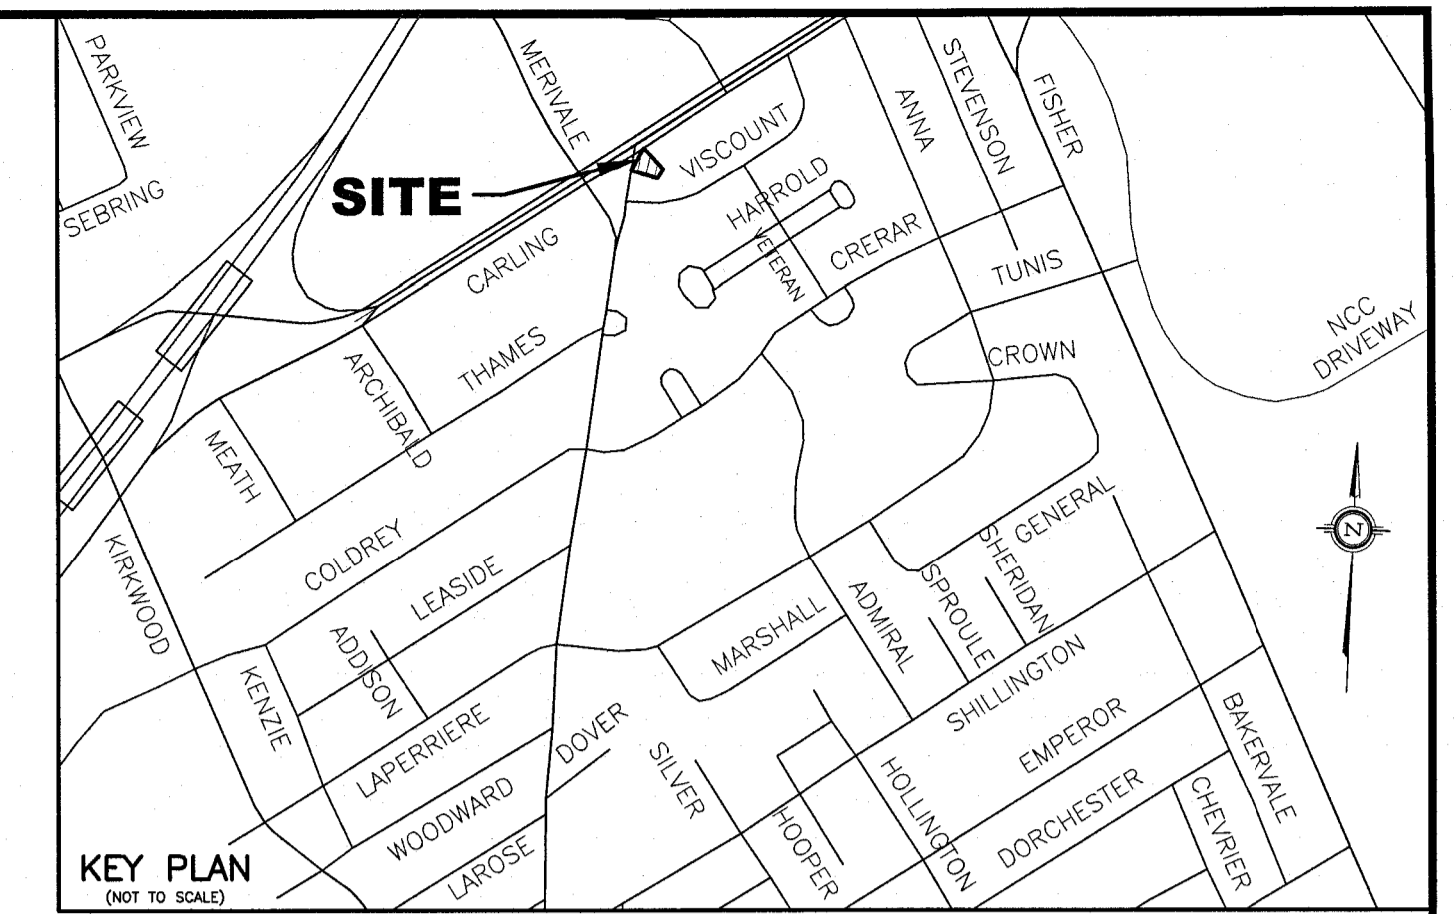 PARKVIEW
SEBRING
MERIVALE
SITE
VISCOUNT
HARROLD
VETERAN
CRERAR
ANNA
STEVENSON
FISHER
TUNIS
NCC
DRIVEWAY
CARLING
THAMES
ARCHIBALD
MEATH
CROWN
KIRKWOOD
COLDREY
LEASIDE
ADDISON
KENZIE
LAPERRIERE
WOODWARD
LAROSE
DOVER
SILVER
MARSHALL
ADMIRAL
SPROULE
SHERIDAN
GENERAL
SHILLINGTON
EMPEROR
DORCHESTER
HOLLINGTON
HOOPER
BAKERVALE
CHEVRIER
N
KEY PLAN
(NOT TO SCALE)